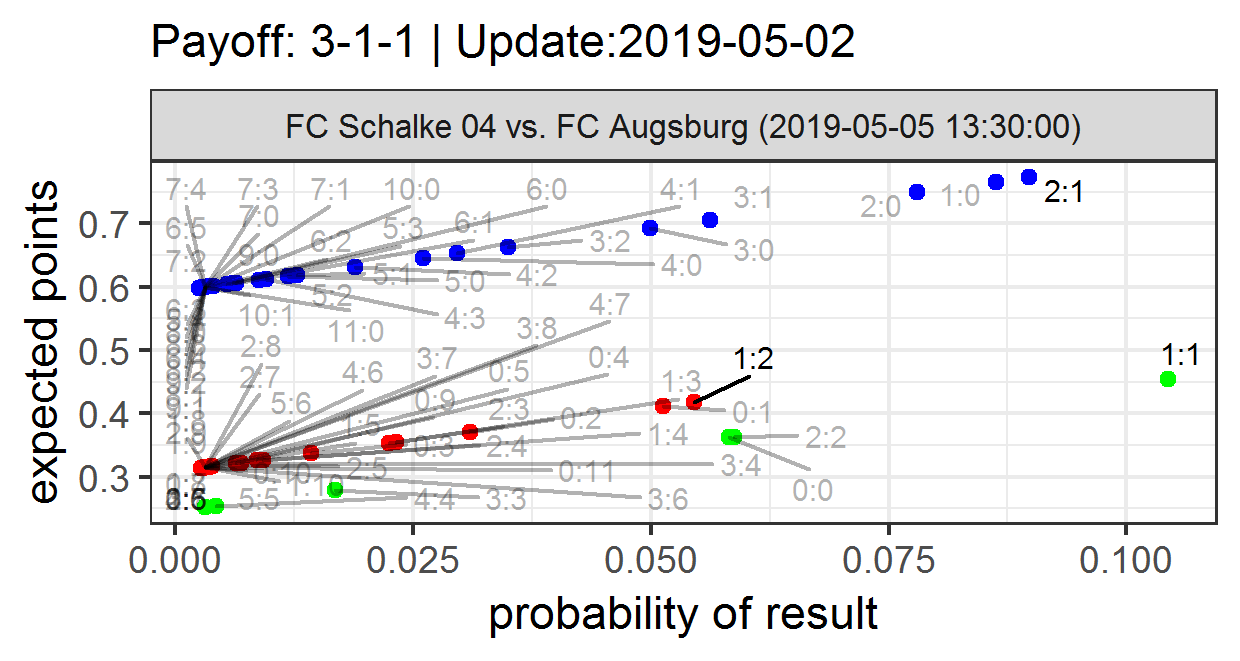 Payoff: 3-1-1 | Update:2019-05-02
FC Schalke 04 vs. FC Augsburg (2019-05-05 13:30:00)
expected points
0.7
0.6
0.5
0.4
0.3
7:4 7:3 7:1 10:0 6:0 4:1 3:1 2:0 1:0 2:1
6:5 7:0 5:3 6:1
7:2 9:0 6:2 3:2 3:0
5:1 5:0 4:2 4:0
5:2
10:1 11:0 4:3 4:7
2:8 3:8
3:7 0:4 1:2 1:1
2:7 4:6 0:5 1:3
9:1 5:6 0:9 2:3 0:2 0:1
1:5 0:3 2:4 1:4 2:2
0:10 2:5 0:11 3:4
5:5 4:4 3:3 3:6 0:0
0.000
0.025
0.050
0.075
0.100
probability of result